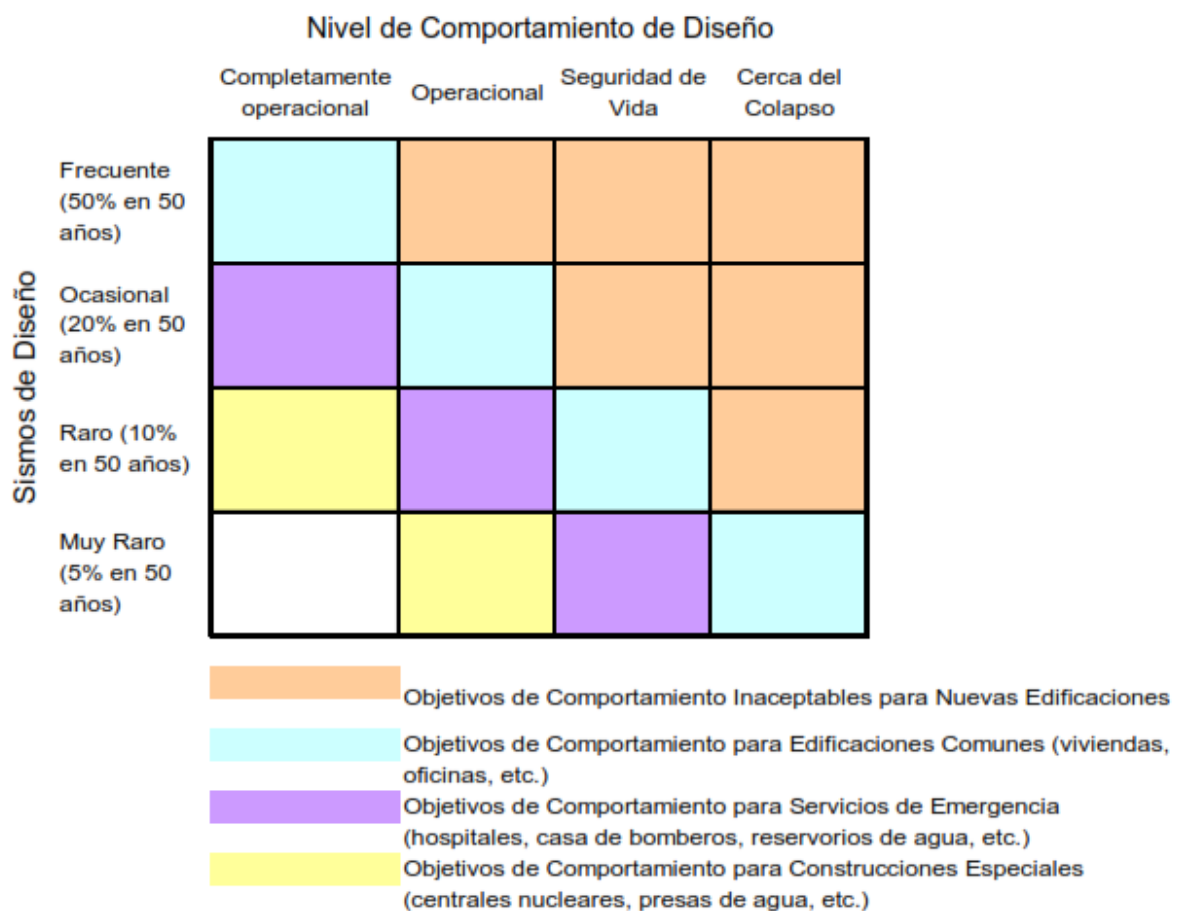 Nivel de Comportamiento de Diseño
Completamente
operacional
Operacional
Seguridad de
Vida
Cerca del
Colapso
Sismos de Diseño
Frecuente
(50% en 50
años)
Ocasional
(20% en 50
años)
Raro (10%
en 50 años)
Muy Raro
(5% en 50
años)
Objetivos de Comportamiento Inaceptables para Nuevas Edificaciones
Objetivos de Comportamiento para Edificaciones Comunes (viviendas,
oficinas, etc.)
Objetivos de Comportamiento para Servicios de Emergencia
(hospitales, casa de bomberos, reservorios de agua, etc.)
Objetivos de Comportamiento para Construcciones Especiales
(centrales nucleares, presas de agua, etc.)